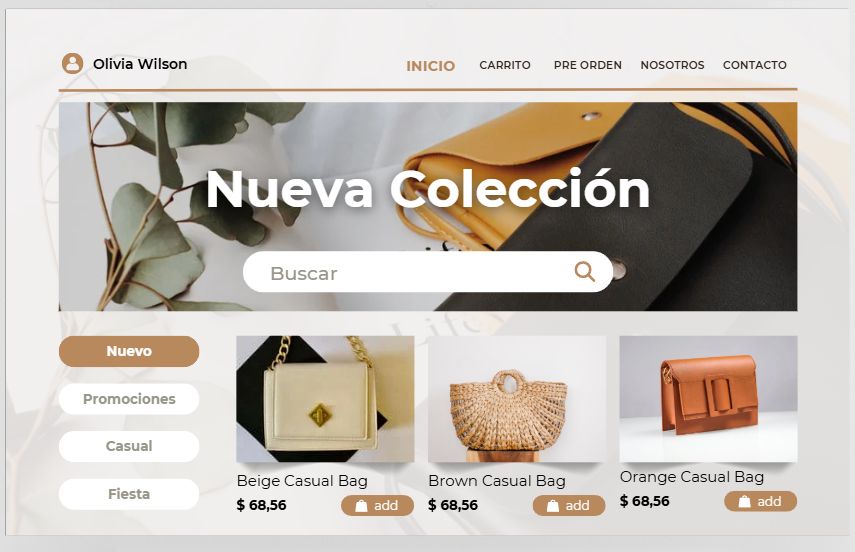 Olivia Wilson
INICIO CARRITO PRE ORDEN NOSOTROS CONTACTO
Nueva Colección
Buscar
Nuevo
Promociones
Casual
Fiesta
Beige Casual Bag
$ 68,56 add
Brown Casual Bag
$ 68,56 add
Orange Casual Bag
$ 68,56 add